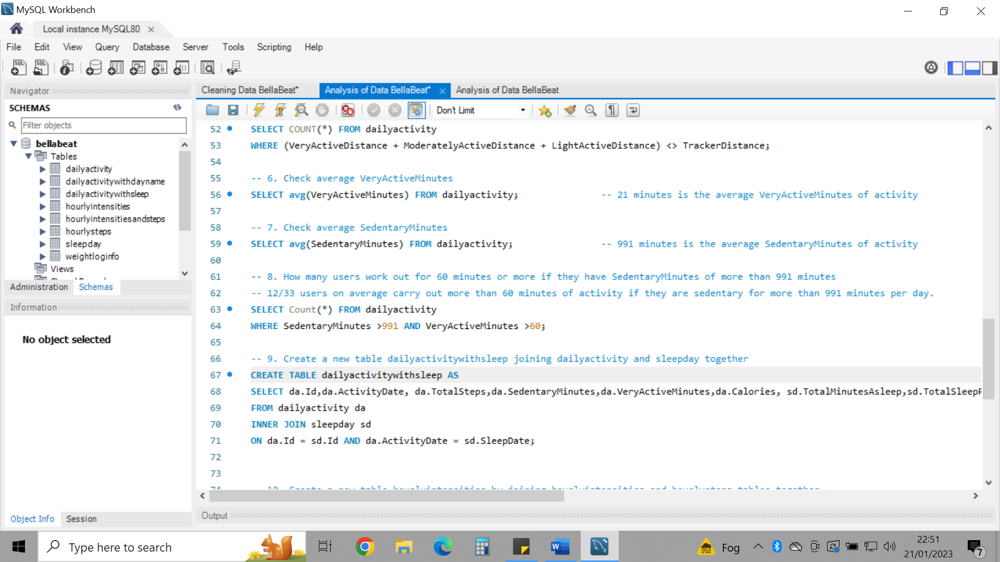 MySQL Workbench
Local instance MySQL80
File Edit View Query Database Server Tools Scripting Help
Navigator
SCHEMAS
Filter objects
bellabeat
Tables
dailyactivity
dailyactivitywithdayname
dailyactivitywithsleep
hourlyintensities
hourlyintensitiesandsteps
hourlysteps
sleepday
weightloginfo
Views
Administration Schemas
Information
No object selected
Object Info Session
Cleaning Data BellaBeat* Analysis of Data BellaBeat* Analysis of Data BellaBeat
Don't Limit
52 SELECT COUNT(*) FROM dailyactivity
53 WHERE (VeryActiveDistance + ModeratelyActiveDistance + LightActiveDistance) <> TrackerDistance;
54
55 -- 6. Check average VeryActiveMinutes
56 SELECT avg(VeryActiveMinutes) FROM dailyactivity; -- 21 minutes is the average VeryActiveMinutes of activity
57
58 -- 7. Check average SedentaryMinutes
59 SELECT avg(SedentaryMinutes) FROM dailyactivity; -- 991 minutes is the average SedentaryMinutes of activity
60
61 -- 8. How many users work out for 60 minutes or more if they have SedentaryMinutes of more than 991 minutes
62 -- 12/33 users on average carry out more than 60 minutes of activity if they are sedentary for more than 991 minutes per day.
63 SELECT Count(*) FROM dailyactivity
64 WHERE SedentaryMinutes >991 AND VeryActiveMinutes >60;
65
66 -- 9. Create a new table dailyactivitywithsleep joining dailyactivity and sleepday together
67 CREATE TABLE dailyactivitywithsleep AS
68 SELECT da.Id,da.ActivityDate, da.TotalSteps,da.SedentaryMinutes,da.VeryActiveMinutes,da.Calories, sd.TotalMinutesAsleep,sd.TotalSleep
69 FROM dailyactivity da
70 INNER JOIN sleepday sd
71 ON da.Id = sd.Id AND da.ActivityDate = sd.SleepDate;
72
73
Output
Type here to search
Fog
22:51
21/01/2023
7